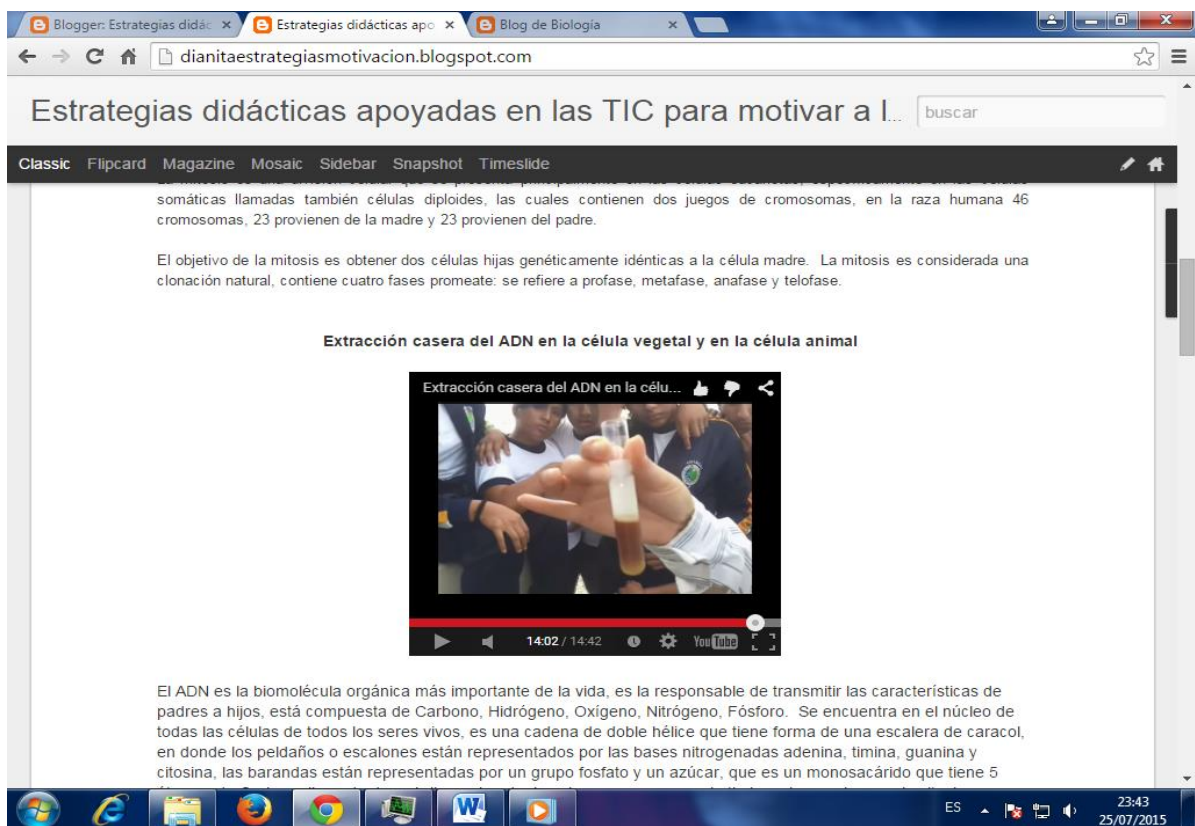 Blogger: Estrategias didác
Estrategias didácticas apo
Blog de Biología
dianitaestrategiasmotivacion.blogspot.com
Estrategias didácticas apoyadas en las TIC para motivar a l...
buscar
Classic Flipcard Magazine Mosaic Sidebar Snapshot Timeslide
somáticas llamadas también células diploides, las cuales contienen dos juegos de cromosomas, en la raza humana 46
cromosomas, 23 provienen de la madre y 23 provienen del padre.
El objetivo de la mitosis es obtener dos células hijas genéticamente idénticas a la célula madre. La mitosis es considerada una
clonación natural, contiene cuatro fases promeate: se refiere a profase, metafase, anafase y telofase.
Extracción casera del ADN en la célula vegetal y en la célula animal
Extracción casera del ADN en la célu...
14:02 / 14:42
YouTube
El ADN es la biomolécula orgánica más importante de la vida, es la responsable de transmitir las características de
padres a hijos, está compuesta de Carbono, Hidrógeno, Oxígeno, Nitrógeno, Fósforo. Se encuentra en el núcleo de
todas las células de todos los seres vivos, es una cadena de doble hélice que tiene forma de una escalera de caracol,
en donde los peldaños o escalones están representados por las bases nitrogenadas adenina, timina, guanina y
citosina, las barandas están representadas por un grupo fosfato y un azúcar, que es un monosacárido que tiene 5
ES
23:43
25/07/2015